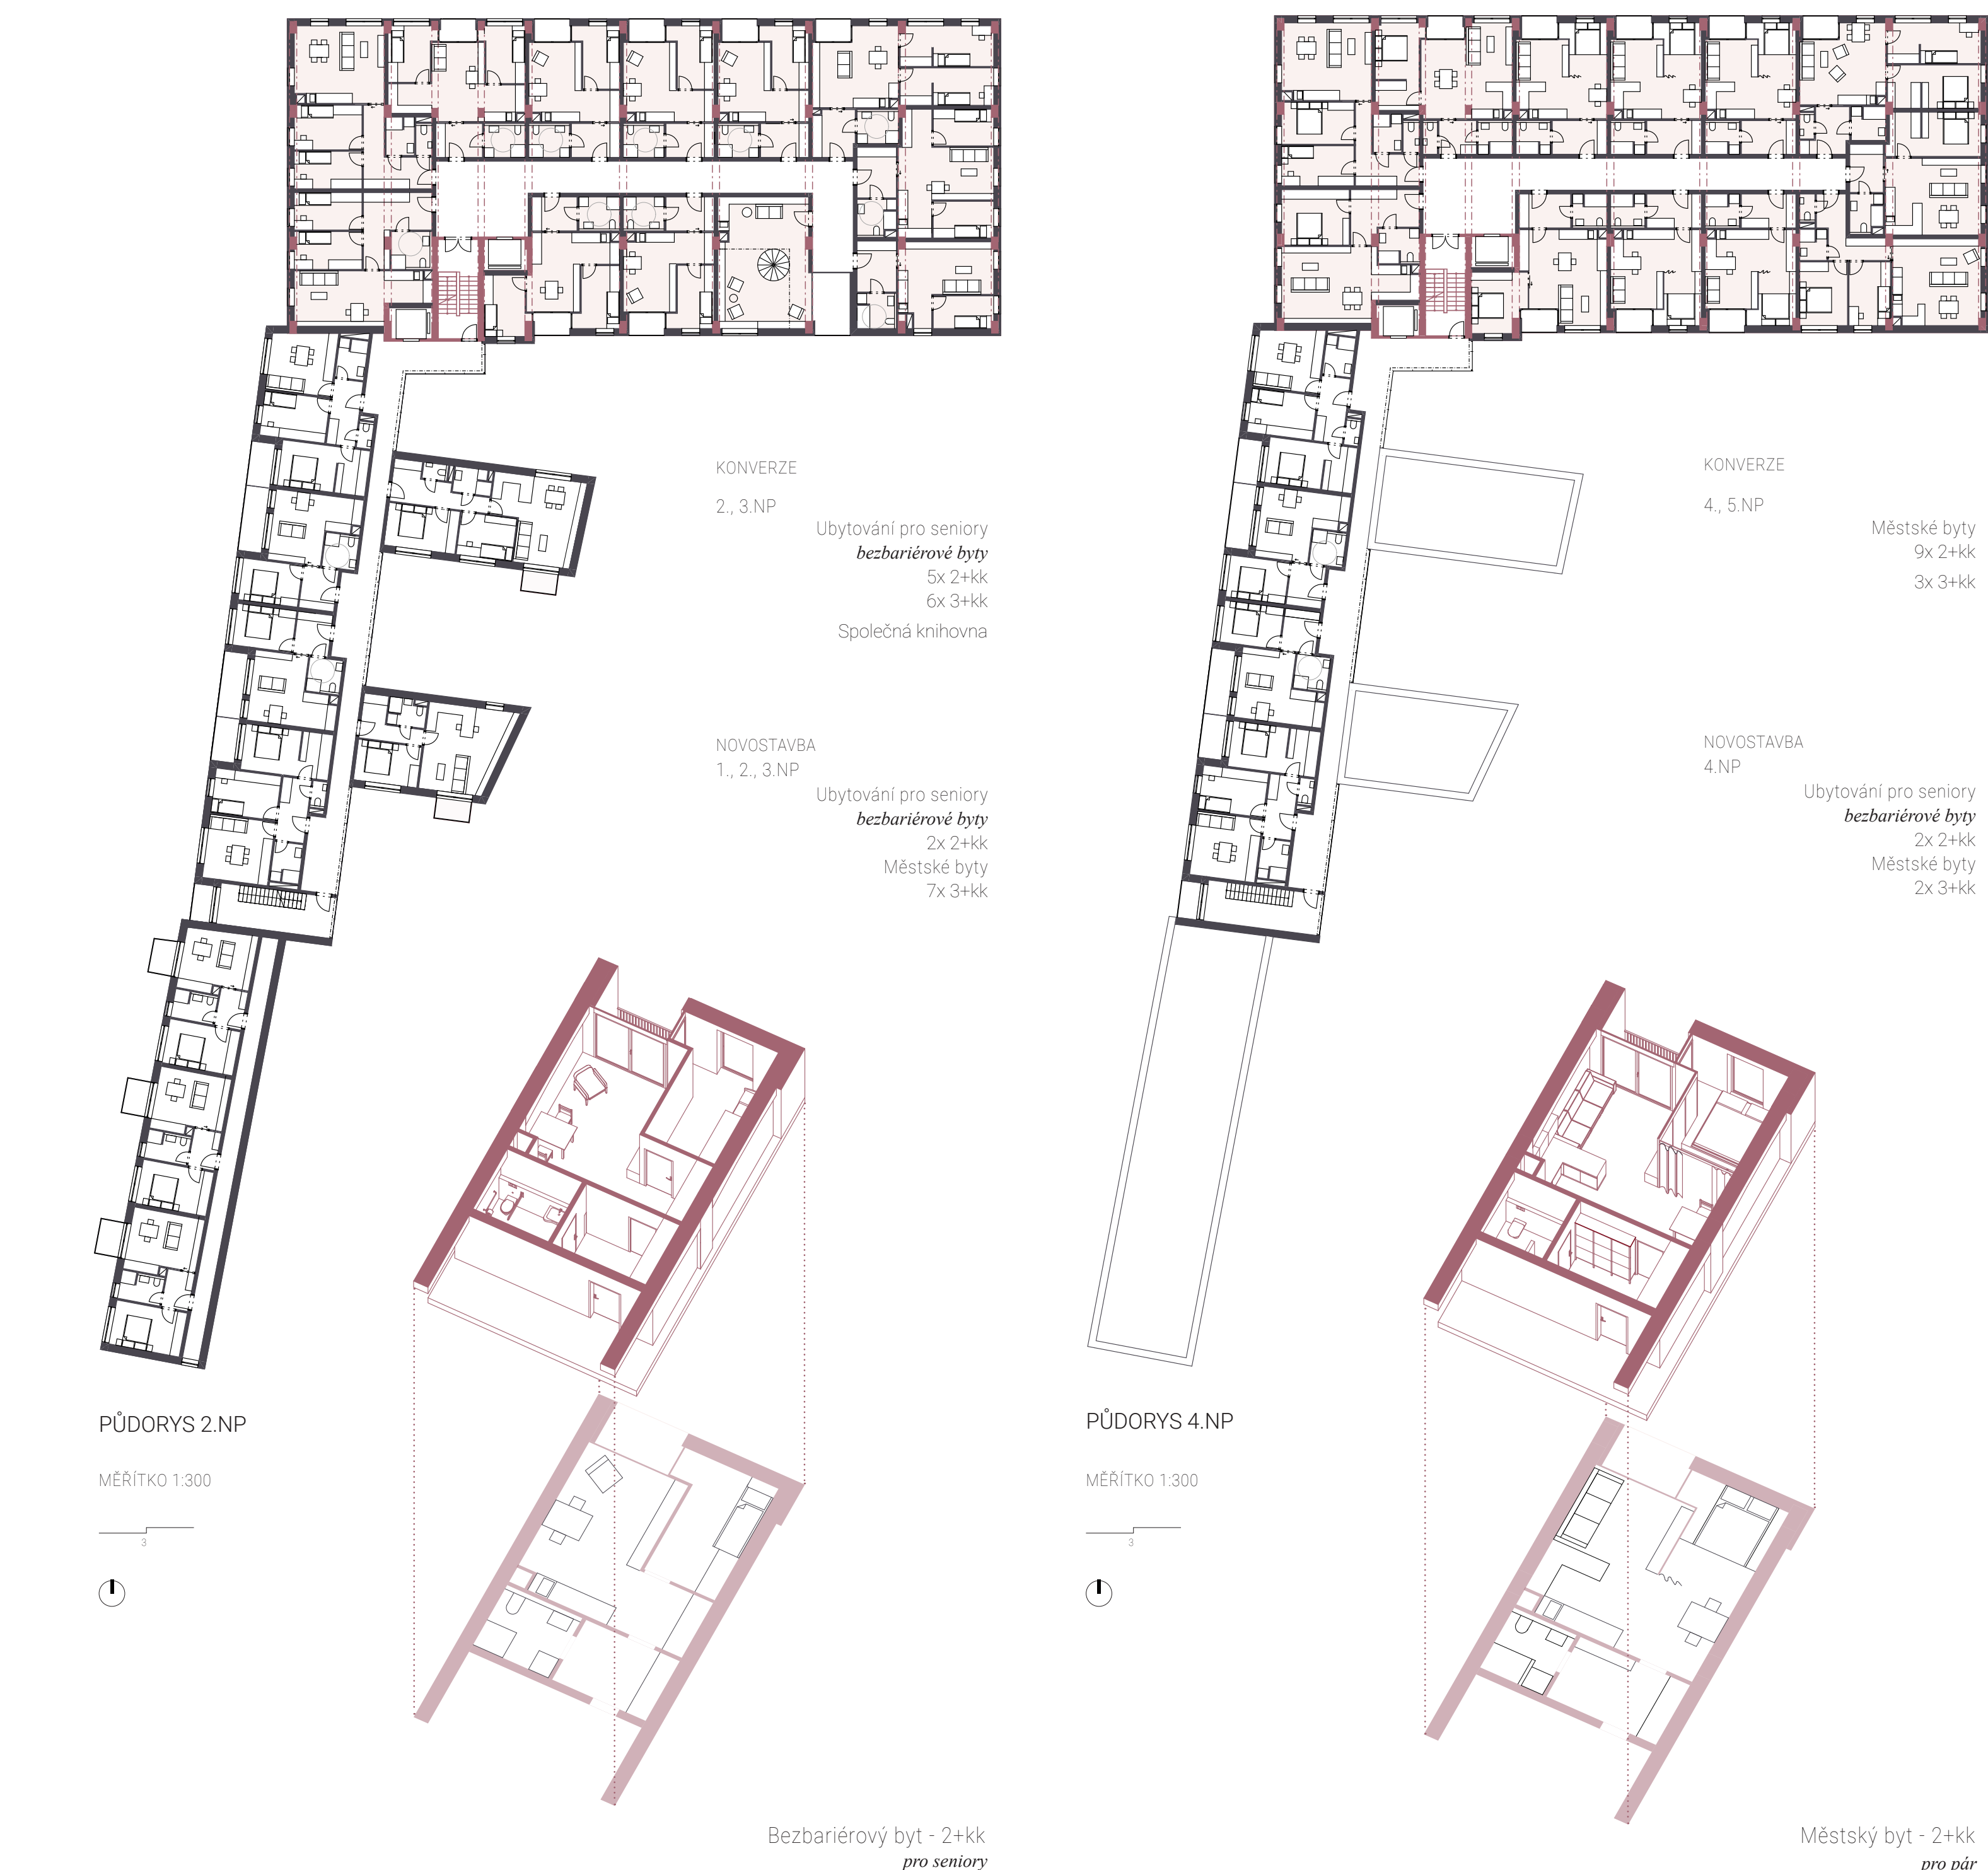 KONVERZE
2., 3.NP
Ubytování pro seniory
bezbariérové byty
5x 2+kk
6x 3+kk
Společná knihovna
NOVOSTAVBA
1., 2., 3.NP
Ubytování pro seniory
bezbariérové byty
2x 2+kk
Městské byty
7x 3+kk
PŮDORYS 2.NP
MĚŘÍTKO 1:300
3
Bezbariérový byt - 2+kk
pro seniory
KONVERZE
4., 5.NP
Městské byty
9x 2+kk
3x 3+kk
NOVOSTAVBA
4.NP
Ubytování pro seniory
bezbariérové byty
2x 2+kk
Městské byty
2x 3+kk
PŮDORYS 4.NP
MĚŘÍTKO 1:300
3
Městský byt - 2+kk
pro pár